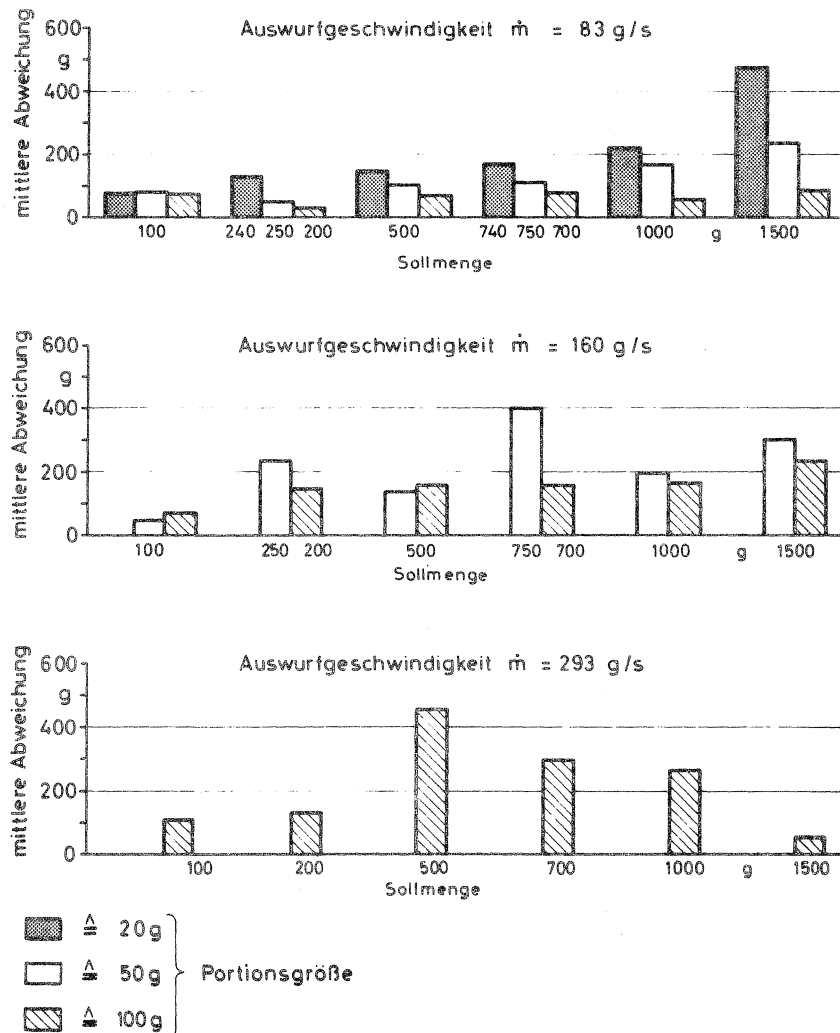 Auswurfgeschwindigkeit ṁ = 83 g/s
mittlere Abweichung
600
g
400
200
0
100 240 250 200 500 740 750 700 1000 g 1500
Sollmenge
Auswurfgeschwindigkeit ṁ = 160 g/s
mittlere Abweichung
600
g
400
200
0
100 250 200 500 750 700 1000 g 1500
Sollmenge
Auswurfgeschwindigkeit ṁ = 293 g/s
mittlere Abweichung
600
g
400
200
0
100 200 500 700 1000 g 1500
Sollmenge
≙ 20g
≙ 50g Portionsgröße
≙ 100g